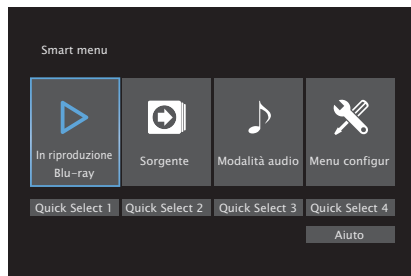 Smart menu
In riproduzione
Blu-ray
Sorgente
Modalità audio
Menu configur
Quick Select 1
Quick Select 2
Quick Select 3
Quick Select 4
Aiuto